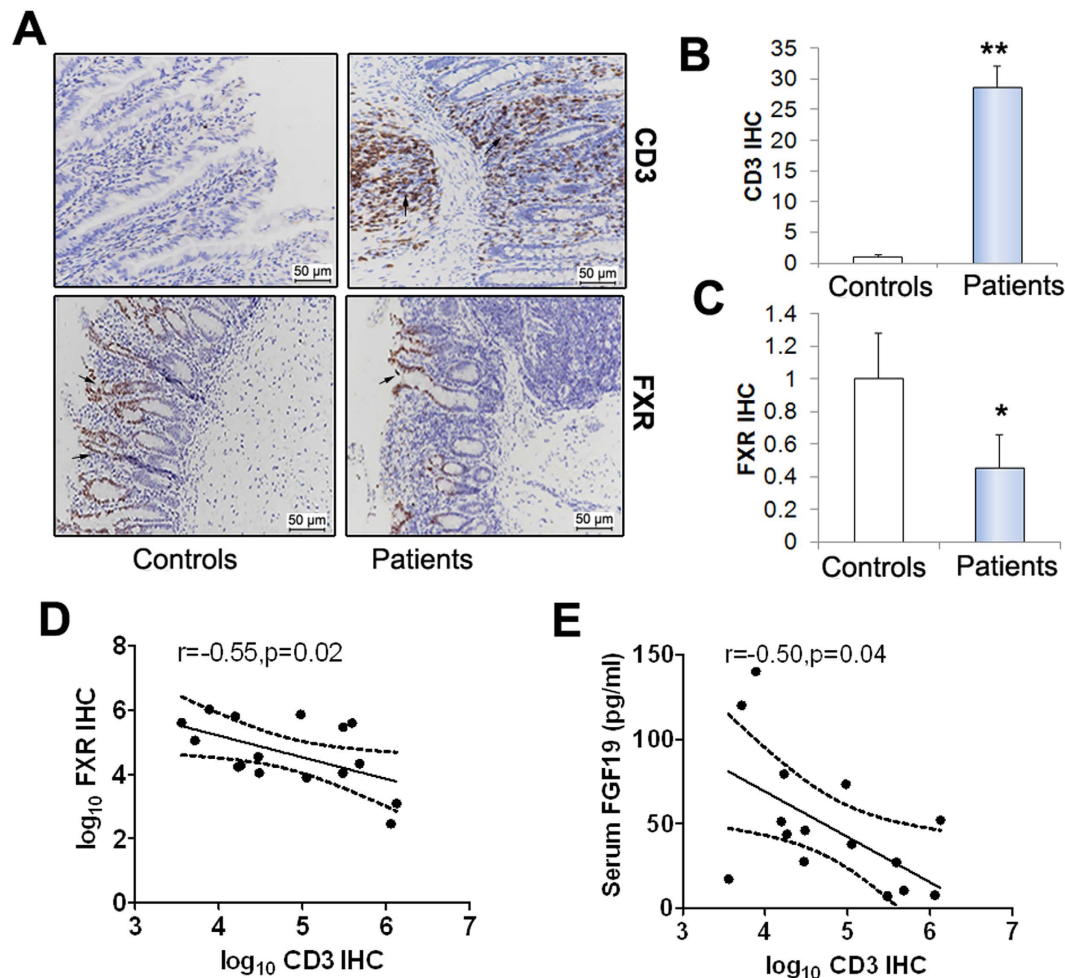 A
CD3
50 µm
50 µm
FXR
50 µm
50 µm
Controls
Patients
B
CD3 IHC
35
30
25
20
15
10
5
0
**
Controls
Patients
C
FXR IHC
1.4
1.2
1
0.8
0.6
0.4
0.2
0
*
Controls
Patients
D
r=-0.55,p=0.02
log₁₀ FXR IHC
8
6
4
2
0
3 4 5 6 7
log₁₀ CD3 IHC
E
r=-0.50,p=0.04
Serum FGF19 (pg/ml)
150
100
50
0
3 4 5 6 7
log₁₀ CD3 IHC